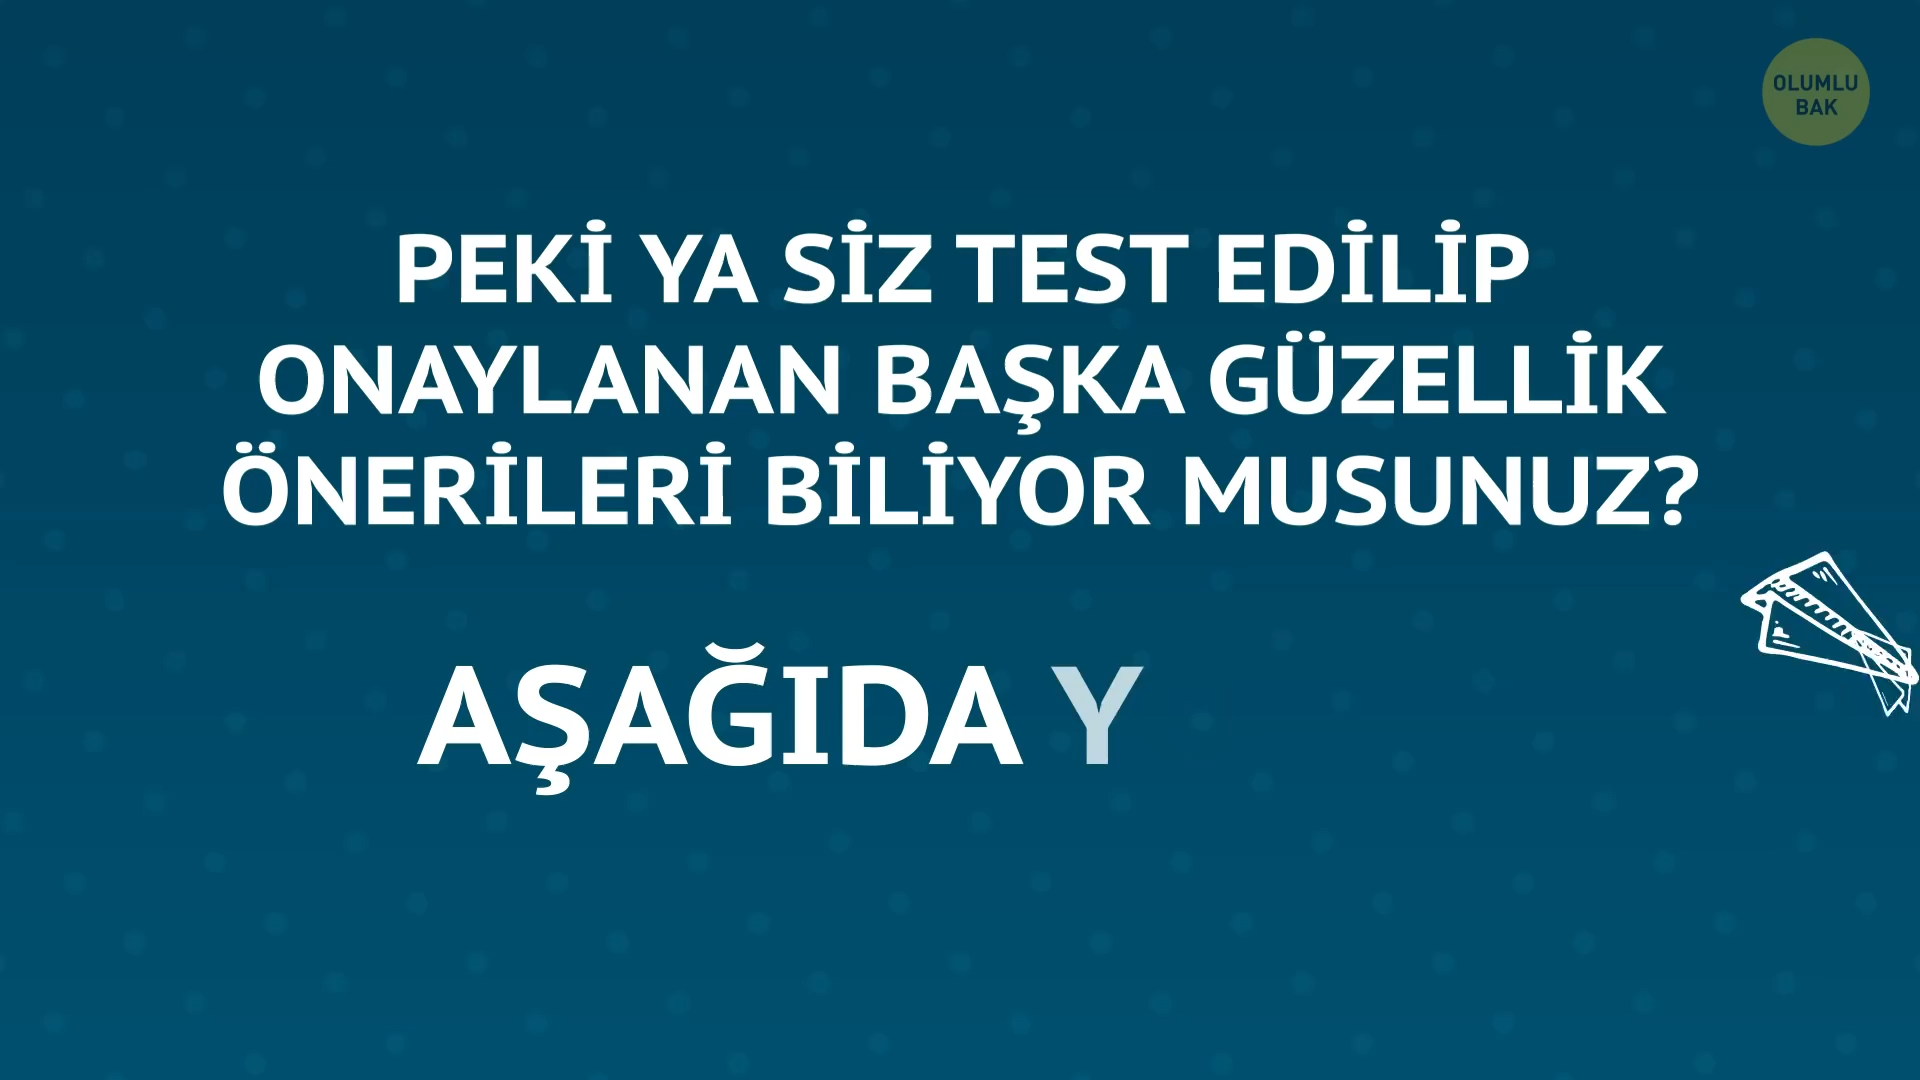 OLUMLU
BAK
PEKİ YA SİZ TEST EDİLİP
ONAYLANAN BAŞKA GÜZELLİK
ÖNERİLERİ BİLİYOR MUSUNUZ?
AŞAĞIDA Y